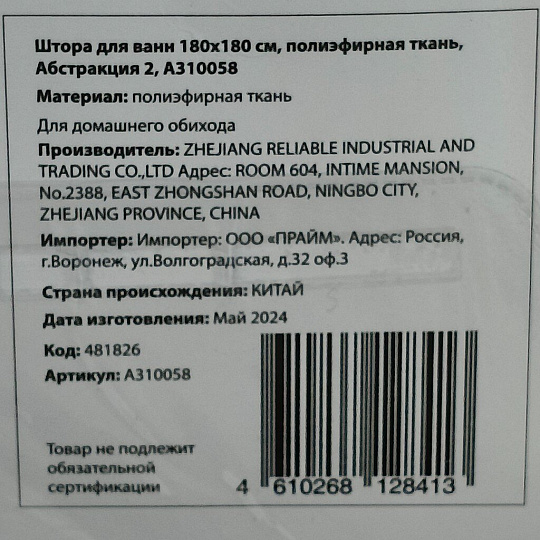 Штора для ванн 180х180 см, полиэфирная ткань,
Абстракция 2, А310058
Материал: полиэфирная ткань
Для домашнего обихода
Производитель: ZHEJIANG RELIABLE INDUSTRIAL AND
TRADING CO.,LTD Адрес: ROOM 604, INTIME MANSION,
No.2388, EAST ZHONGSHAN ROAD, NINGBO CITY,
ZHEJIANG PROVINCE, CHINA
Импортер: Импортер: ООО «ПРАЙМ». Адрес: Россия,
г.Воронеж, ул.Волгоградская, д.32 оф.3
Страна происхождения: КИТАЙ
Дата изготовления: Май 2024
Код: 481826
Артикул: А310058
Товар не подлежит
обязательной
сертификации
4 610268 128413